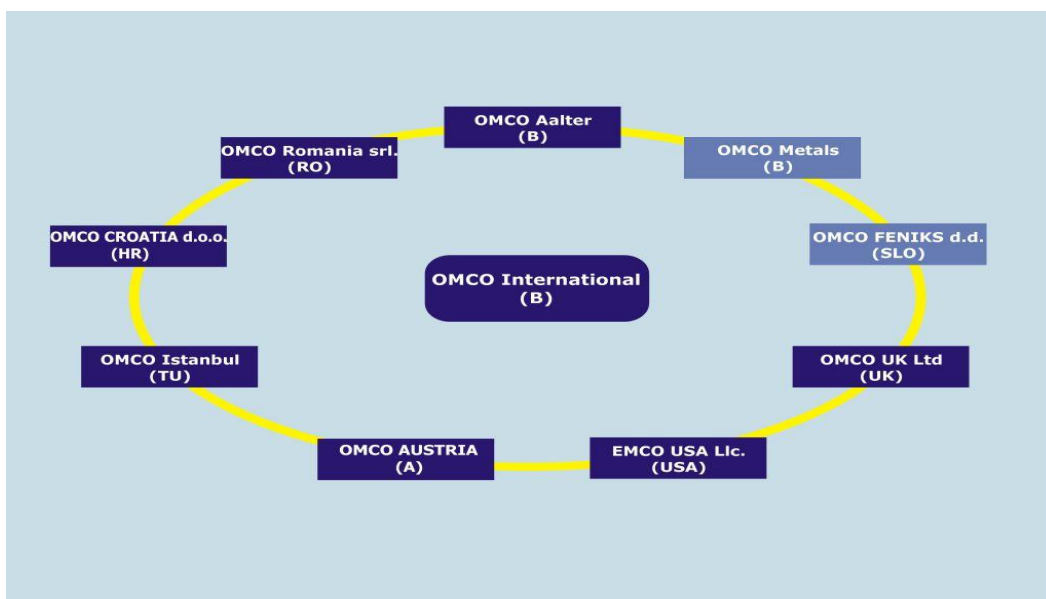 OMCO Aalter
(B)
OMCO Romania srl.
(RO)
OMCO Metals
(B)
OMCO CROATIA d.o.o.
(HR)
OMCO FENIKS d.d.
(SLO)
OMCO International
(B)
OMCO Istanbul
(TU)
OMCO UK Ltd
(UK)
OMCO AUSTRIA
(A)
EMCO USA Llc.
(USA)